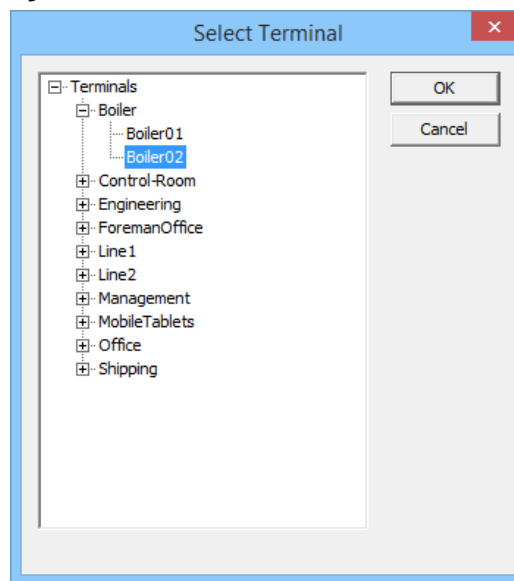 Select Terminal
Terminals
Boiler
Boiler01
Boiler02
Control-Room
Engineering
ForemanOffice
Line1
Line2
Management
MobileTablets
Office
Shipping
OK
Cancel